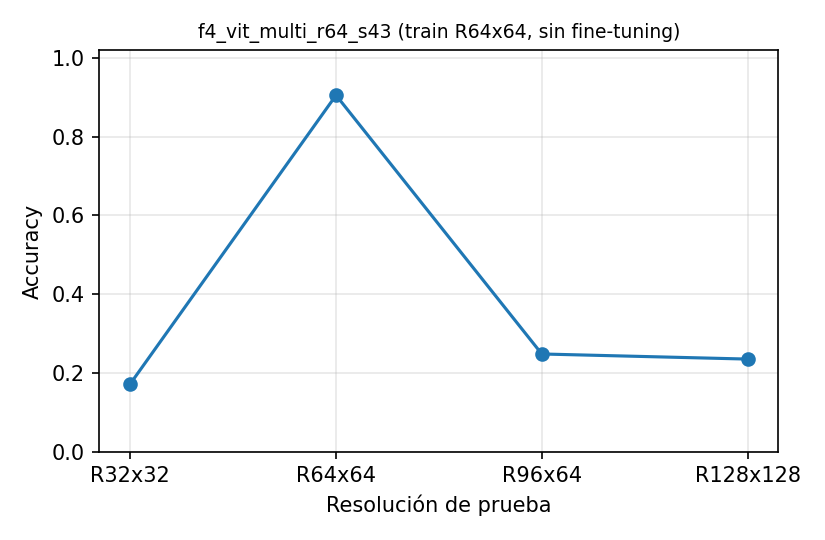 f4_vit_multi_r64_s43 (train R64x64, sin fine-tuning)
1.0
0.8
0.6
0.4
0.2
0.0
Accuracy
R32x32 R64x64 R96x64 R128x128
Resolución de prueba